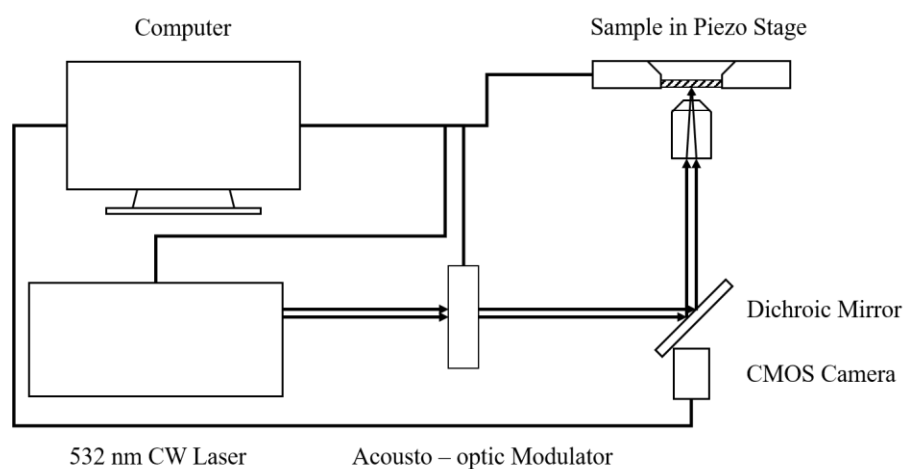 Computer
Sample in Piezo Stage
Dichroic Mirror
CMOS Camera
532 nm CW Laser
Acousto – optic Modulator